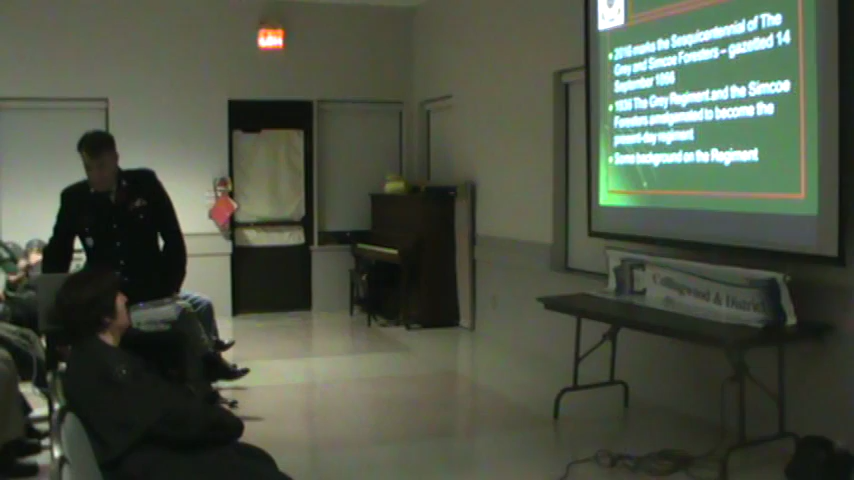 2016 marks the Sesquicentennial of The
Grey and Simcoe Foresters – gazetted 14
September 1866
1936 The Grey Regiment and the Simcoe
Foresters amalgamated to become the
present day regiment
Some background on the Regiment
Collingwood & District